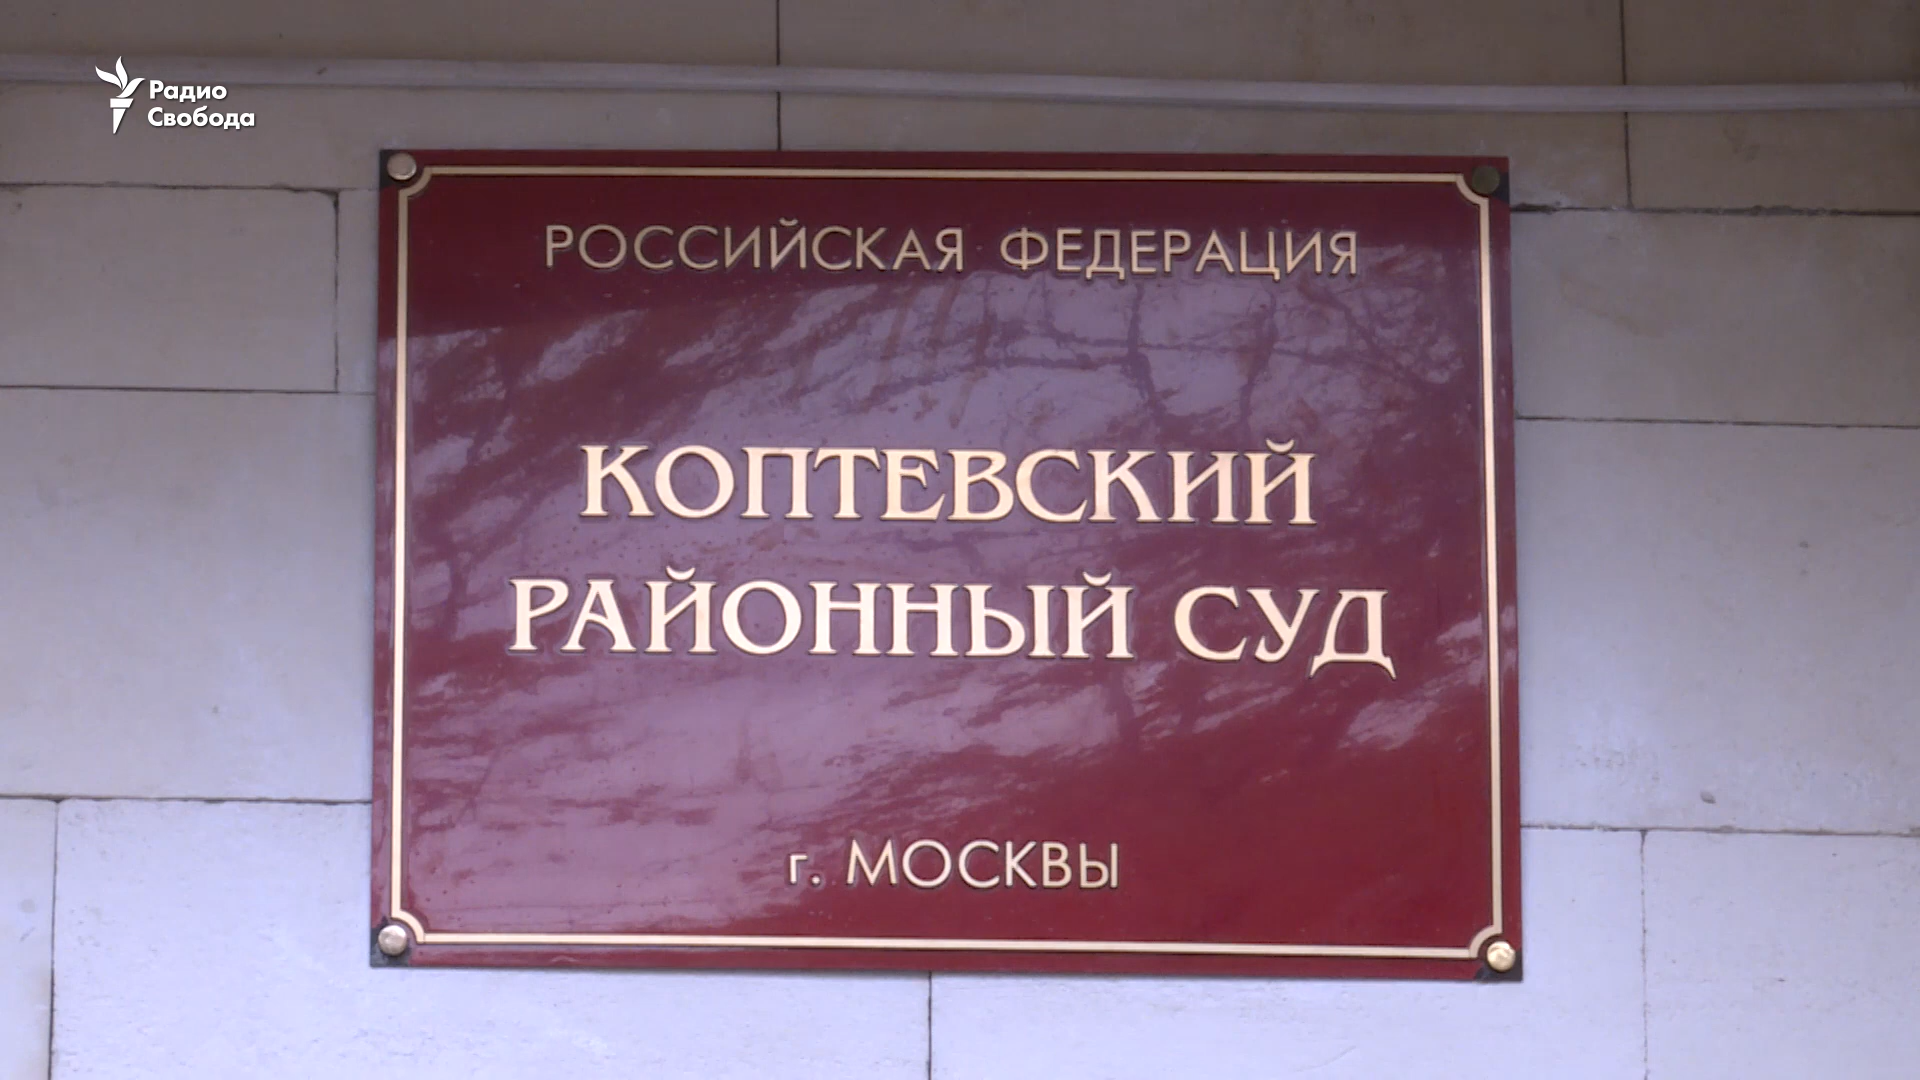 Радио
Свобода
РОССИЙСКАЯ ФЕДЕРАЦИЯ
КОПТЕВСКИЙ
РАЙОННЫЙ СУД
г. МОСКВЫ